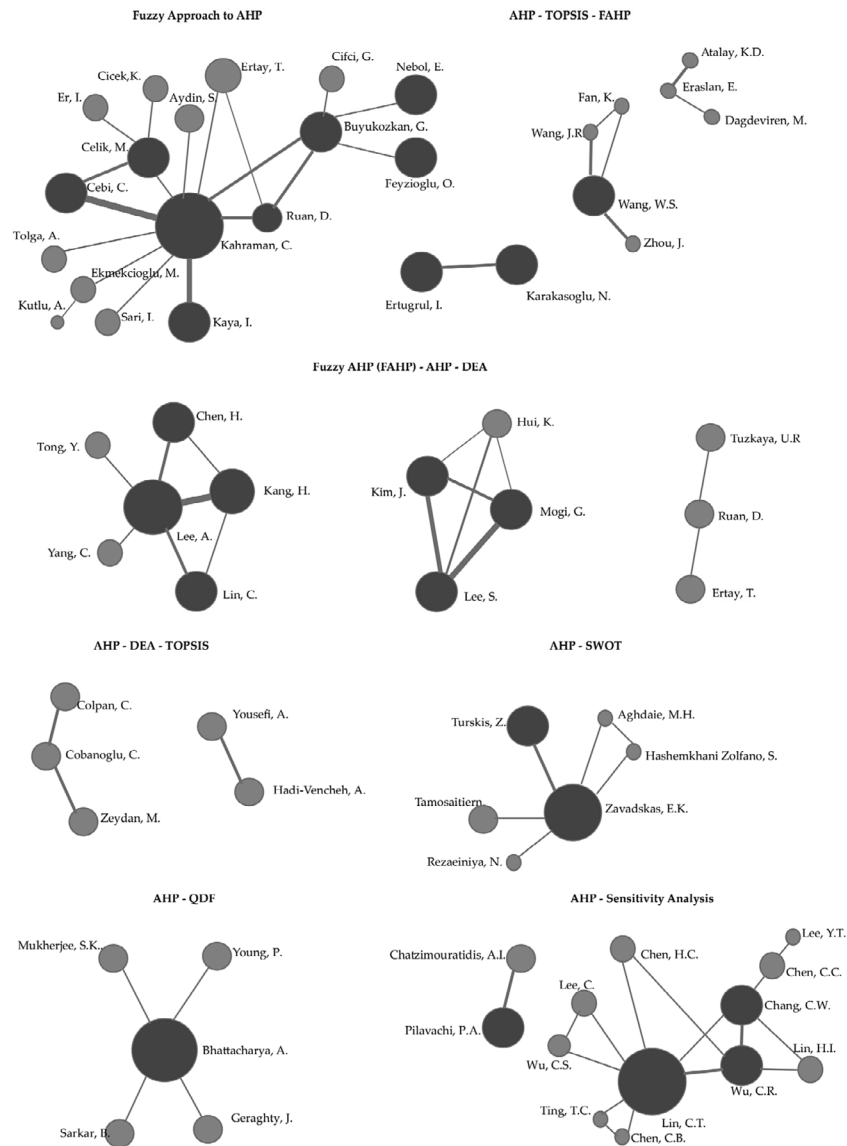 Fuzzy Approach to AHP
AHP - TOPSIS - FAHP
Cifci, G.
Ertay, T.
Nebol, E.
Cicek,K.
Er, I.
Aydin, S.
Buyukozkan, G.
Celik, M.
Feyzioglu, O.
Cebi, C.
Ruan, D.
Kahraman, C.
Tolga, A.
Ekmekcioglu, M.
Kutlu, A.
Sari, I.
Kaya, I.
Atalay, K.D.
Eraslan, E.
Fan, K.
Dagdeviren, M.
Wang, J.R.
Wang, W.S.
Zhou, J.
Ertugrul, I.
Karakasoglu, N.
Fuzzy AHP (FAHP) - AHP - DEA
Chen, H.
Tong, Y.
Kang, H.
Lee, A.
Yang, C.
Lin, C.
Hui, K.
Kim, J.
Mogi, G.
Lee, S.
Tuzkaya, U.R
Ruan, D.
Ertay, T.
AHP - DEA - TOPSIS
AHP - SWOT
Colpan, C.
Cobanoglu, C.
Zeydan, M.
Yousefi, A.
Hadi-Vencheh, A.
Turskis, Z.
Aghdaie, M.H.
Hashemkhani Zolfano, S.
Tamosaitiern
Zavadskas, E.K.
Rezaeiniya, N.
AHP - QDF
AHP - Sensitivity Analysis
Mukherjee, S.K.
Young, P.
Bhattacharya, A.
Sarkar, B.
Geraghty, J.
Chatzimouratidis, A.I.
Pilavachi, P.A.
Lee, Y.T.
Chen, H.C.
Chen, C.C.
Lee, C.
Chang, C.W.
Wu, C.S.
Lin, H.I.
Wu, C.R.
Ting, T.C.
Lin, C.T.
Chen, C.B.